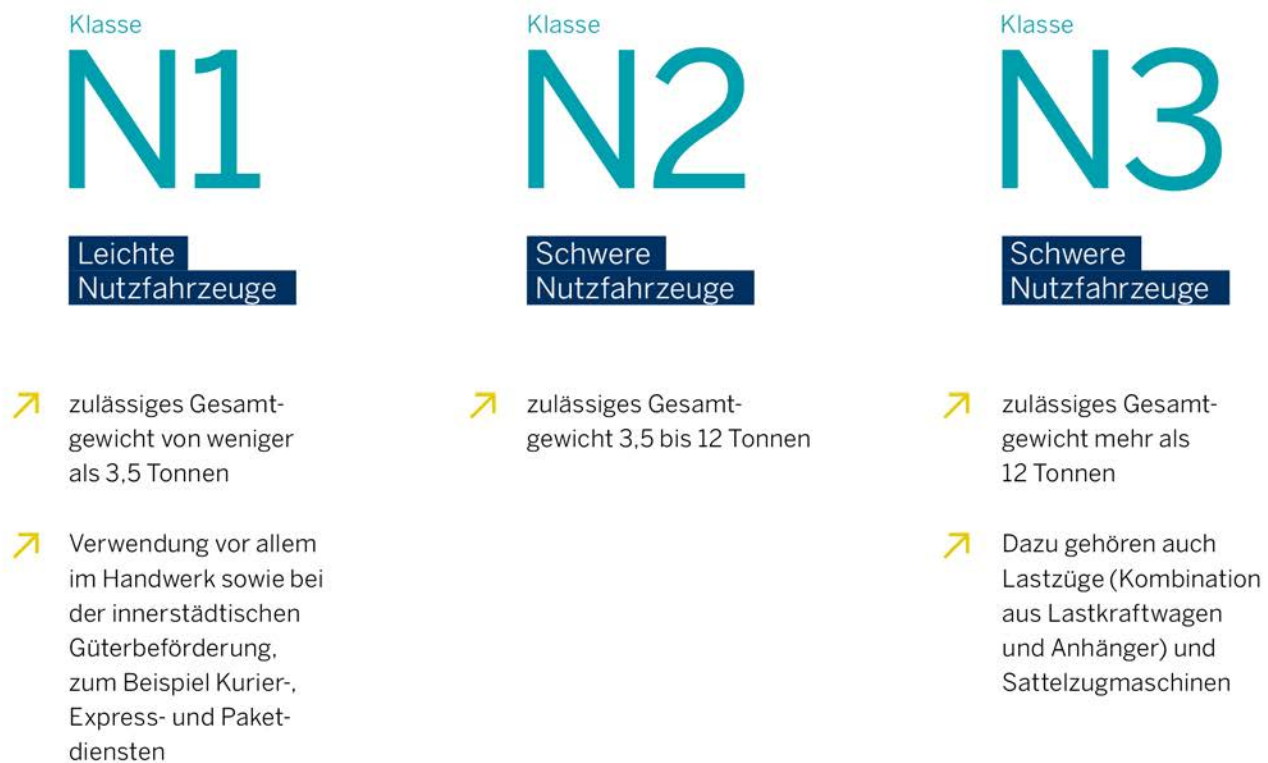 Klasse
N1
Leichte
Nutzfahrzeuge
zulässiges Gesamt-
gewicht von weniger
als 3,5 Tonnen
Verwendung vor allem
im Handwerk sowie bei
der innerstädtischen
Güterbeförderung,
zum Beispiel Kurier-,
Express- und Paket-
diensten
Klasse
N2
Schwere
Nutzfahrzeuge
zulässiges Gesamt-
gewicht 3,5 bis 12 Tonnen
Klasse
N3
Schwere
Nutzfahrzeuge
zulässiges Gesamt-
gewicht mehr als
12 Tonnen
Dazu gehören auch
Lastzüge (Kombination
aus Lastkraftwagen
und Anhänger) und
Sattelzugmaschinen